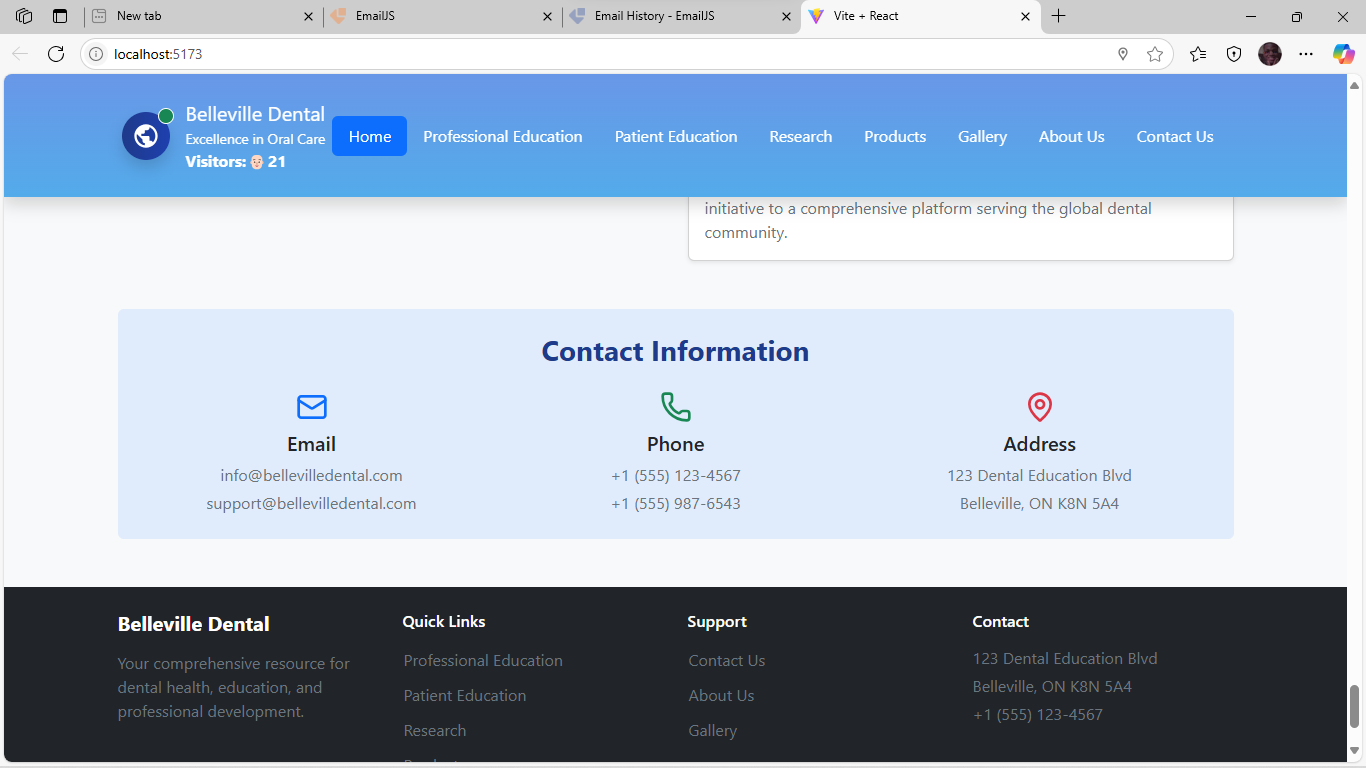 New tab
EmailJS
Email History - EmailJS
Vite + React
localhost:5173
Belleville Dental
Excellence in Oral Care
Visitors: 👨🏻‍🦲 21
Home
Professional Education
Patient Education
Research
Products
Gallery
About Us
Contact Us
initiative to a comprehensive platform serving the global dental
community.
Contact Information
Email
info@bellevilledental.com
support@bellevilledental.com
Phone
+1 (555) 123-4567
+1 (555) 987-6543
Address
123 Dental Education Blvd
Belleville, ON K8N 5A4
Belleville Dental
Your comprehensive resource for
dental health, education, and
professional development.
Quick Links
Professional Education
Patient Education
Research
Support
Contact Us
About Us
Gallery
Contact
123 Dental Education Blvd
Belleville, ON K8N 5A4
+1 (555) 123-4567